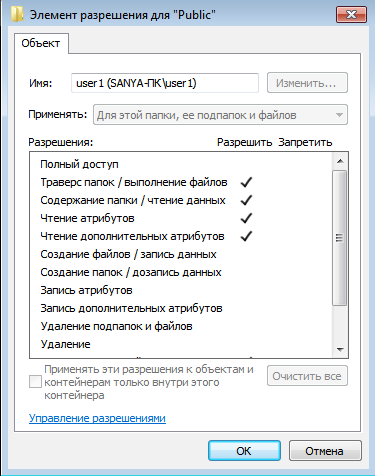 Элемент разрешения для "Public"
Объект
Имя: user1 (SANYA-ПК\user1) Изменить...
Применять: Для этой папки, ее подпапок и файлов
Разрешения: Разрешить Запретить
Полный доступ
Траверс папок / выполнение файлов
Содержание папки / чтение данных
Чтение атрибутов
Чтение дополнительных атрибутов
Создание файлов / запись данных
Создание папок / дозапись данных
Запись атрибутов
Запись дополнительных атрибутов
Удаление подпапок и файлов
Удаление
Применять эти разрешения к объектам и
контейнерам только внутри этого
контейнера
Очистить все
Управление разрешениями
ОК Отмена